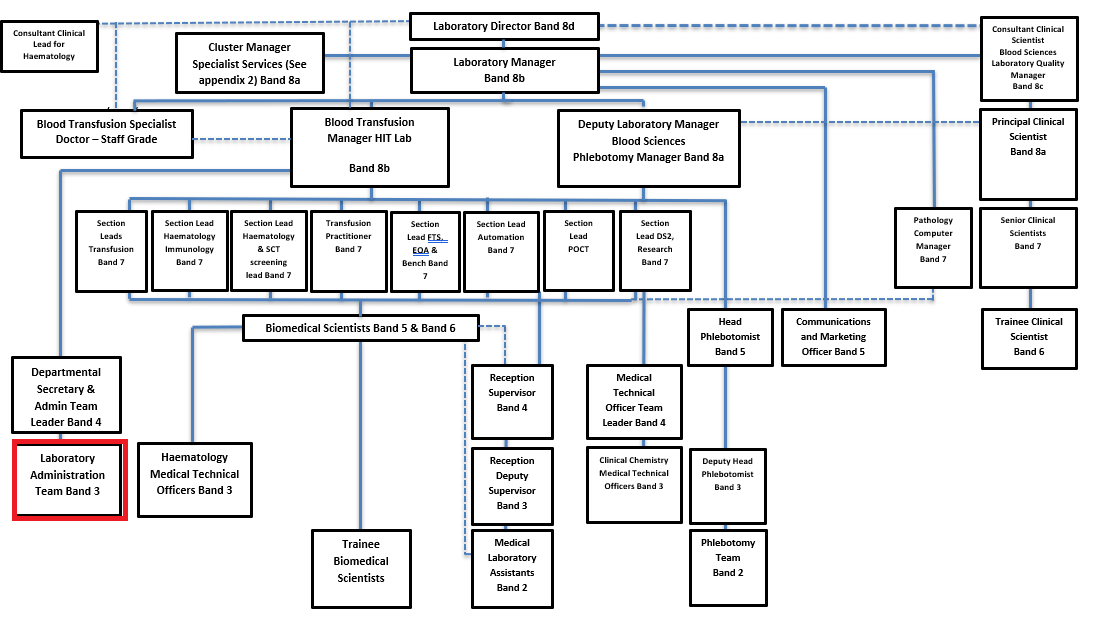 Laboratory Director Band 8d
Consultant Clinical
Lead for
Haematology
Cluster Manager
Specialist Services (See
appendix 2) Band 8a
Laboratory Manager
Band 8b
Consultant Clinical
Scientist
Blood Sciences
Laboratory Quality
Manager
Band 8c
Blood Transfusion Specialist
Doctor – Staff Grade
Blood Transfusion
Manager HIT Lab
Band 8b
Deputy Laboratory Manager
Blood Sciences
Phlebotomy Manager Band 8a
Principal Clinical
Scientist
Band 8a
Section
Leads
Transfusion
Band 7
Section Lead
Haematology
Immunology
Band 7
Section Lead
Haematology
& SCT
screening
lead Band 7
Transfusion
Practitioner
Band 7
Section
Lead FTS,
EQA &
Bench Band
7
Section Lead
Automation
Band 7
Section
Lead
POCT
Section
Lead DS2,
Research
Band 7
Pathology
Computer
Manager
Band 7
Senior Clinical
Scientists
Band 7
Biomedical Scientists Band 5 & Band 6
Head
Phlebotomist
Band 5
Communications
and Marketing
Officer Band 5
Trainee Clinical
Scientist
Band 6
Departmental
Secretary &
Admin Team
Leader Band 4
Reception
Supervisor
Band 4
Medical
Technical
Officer Team
Leader Band 4
Laboratory
Administration
Team Band 3
Haematology
Medical Technical
Officers Band 3
Reception
Deputy
Supervisor
Band 3
Clinical Chemistry
Medical Technical
Officers Band 3
Deputy Head
Phlebotomist
Band 3
Trainee
Biomedical
Scientists
Medical
Laboratory
Assistants
Band 2
Phlebotomy
Team
Band 2